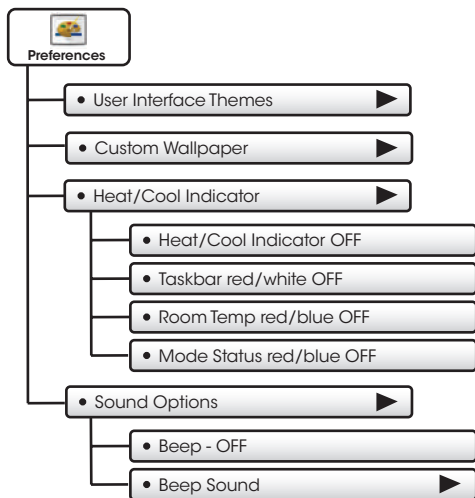 Preferences
• User Interface Themes
• Custom Wallpaper
• Heat/Cool Indicator
• Heat/Cool Indicator OFF
• Taskbar red/white OFF
• Room Temp red/blue OFF
• Mode Status red/blue OFF
• Sound Options
• Beep - OFF
• Beep Sound